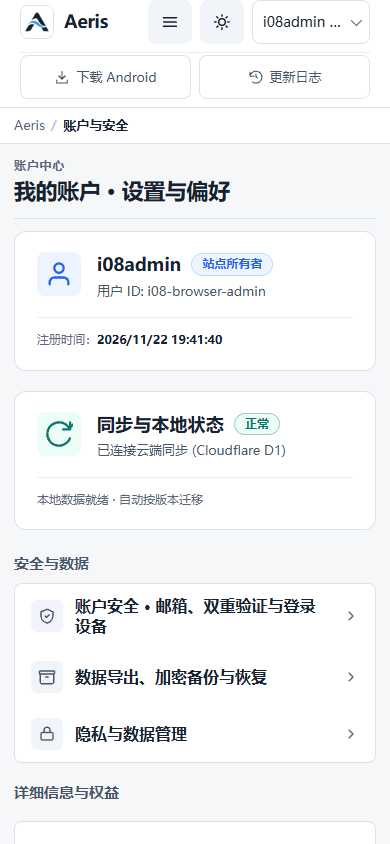 Aeris
i08admin ...
下载 Android
更新日志
Aeris / 账户与安全
账户中心
我的账户 • 设置与偏好
i08admin 站点所有者
用户 ID: i08-browser-admin
注册时间: 2026/11/22 19:41:40
同步与本地状态 正常
已连接云端同步 (Cloudflare D1)
本地数据就绪 · 自动按版本迁移
安全与数据
账户安全 • 邮箱、双重验证与登录
设备
数据导出、加密备份与恢复
隐私与数据管理
详细信息与权益